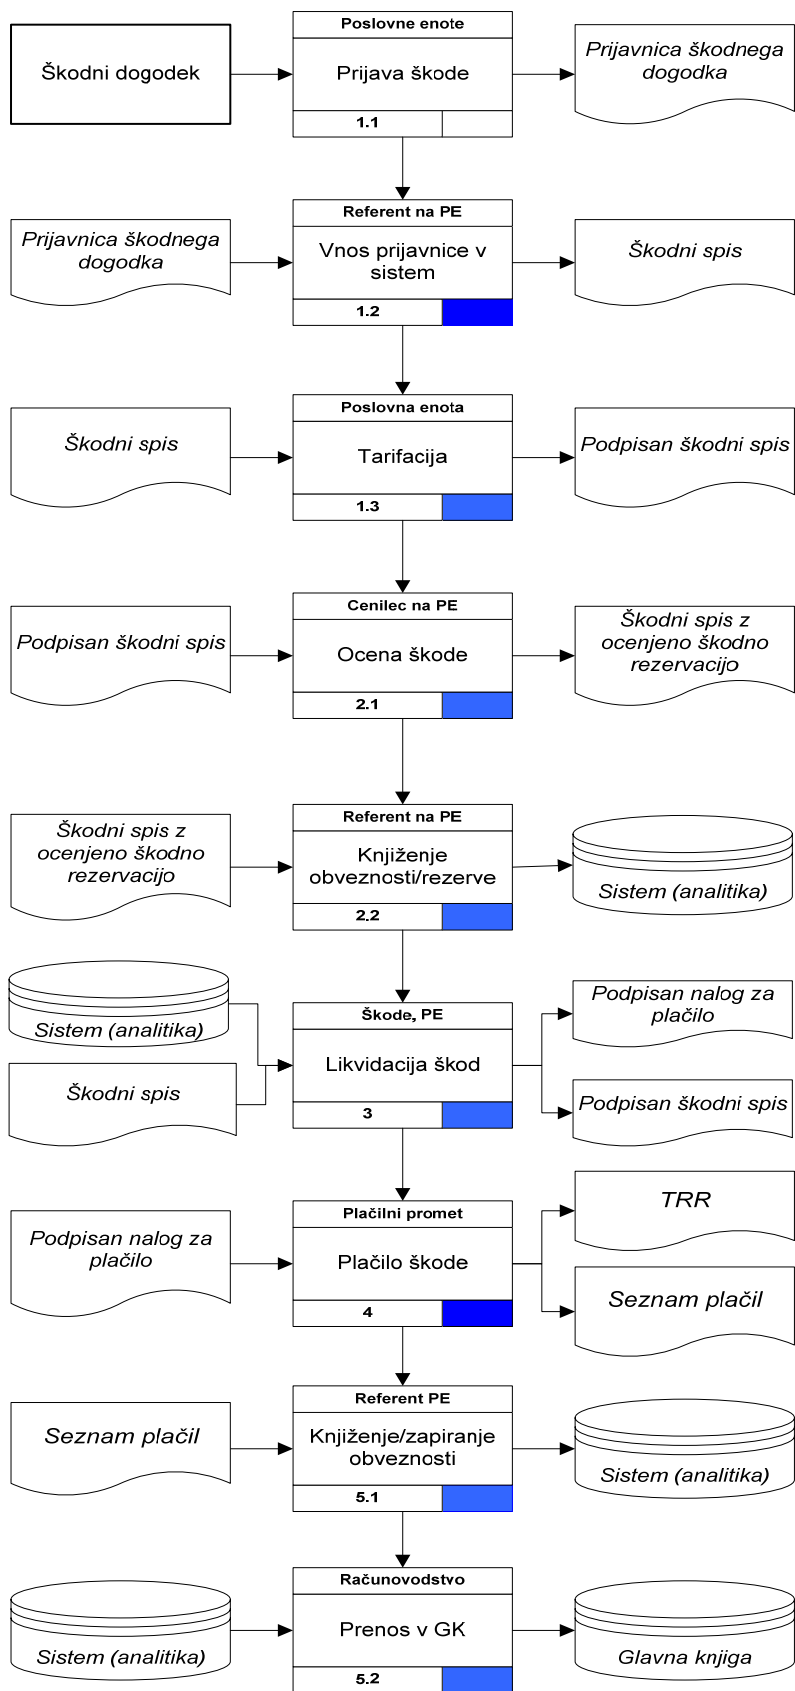 Poslovne enote
Škodni dogodek
Prijava škode
Prijavnica škodnega
dogodka
1.1
Referent na PE
Prijavnica škodnega
dogodka
Vnos prijavnice v
sistem
Škodni spis
1.2
Poslovna enota
Škodni spis
Tarifacija
Podpisan škodni spis
1.3
Cenilec na PE
Podpisan škodni spis
Ocena škode
Škodni spis z
ocenjeno škodno
rezervacijo
2.1
Referent na PE
Škodni spis z
ocenjeno škodno
rezervacijo
Knjiženje
obveznosti/rezerve
Sistem (analitika)
2.2
Škode, PE
Sistem (analitika)
Škodni spis
Likvidacija škod
Podpisan nalog za
plačilo
Podpisan škodni spis
3
Plačilni promet
Podpisan nalog za
plačilo
Plačilo škode
TRR
Seznam plačil
4
Referent PE
Seznam plačil
Knjiženje/zapiranje
obveznosti
Sistem (analitika)
5.1
Računovodstvo
Sistem (analitika)
Prenos v GK
Glavna knjiga
5.2